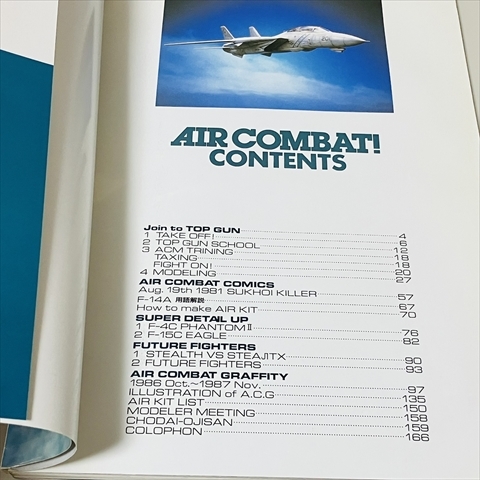 AIR COMBAT!
CONTENTS
Join to TOP GUN
1 TAKE OFF! 4
2 TOP GUN SCHOOL 6
3 ACM TRINING 12
TAXING 18
FIGHT ON! 18
4 MODELING 20
AIR COMBAT COMICS 27
Aug. 19th 1981 SUKHOI KILLER 57
F-14A 用語解説 67
How to make AIR KIT 70
SUPER DETAIL UP
1 F-4C PHANTOM II 76
2 F-15C EAGLE 82
FUTURE FIGHTERS
1 STEALTH VS STEAJITX 90
2 FUTURE FIGHTERS 93
AIR COMBAT GRAFFITY
1986 Oct.~1987 Nov. 97
ILLUSTRATION of A.C.G 135
AIR KIT LIST 150
MODELER MEETING 158
CHODAI-OJISAN 159
COLOPHON 166